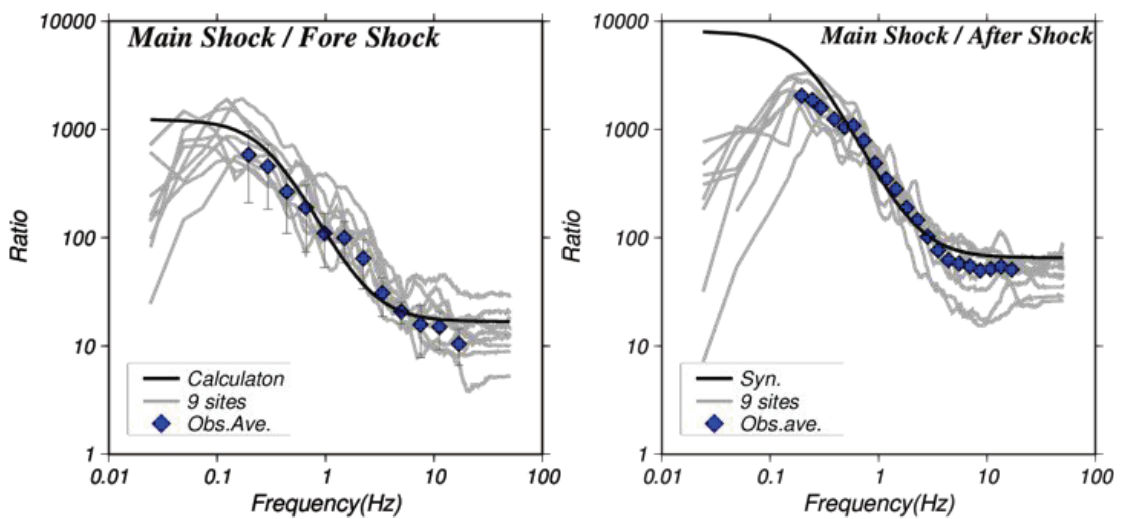 Main Shock / Fore Shock
10000
1000
100
10
1
Ratio
Calculaton
9 sites
Obs.Ave.
0.01 0.1 1 10 100
Frequency(Hz)
Main Shock / After Shock
10000
1000
100
10
1
Ratio
Syn.
9 sites
Obs.ave.
0.01 0.1 1 10 100
Frequency(Hz)